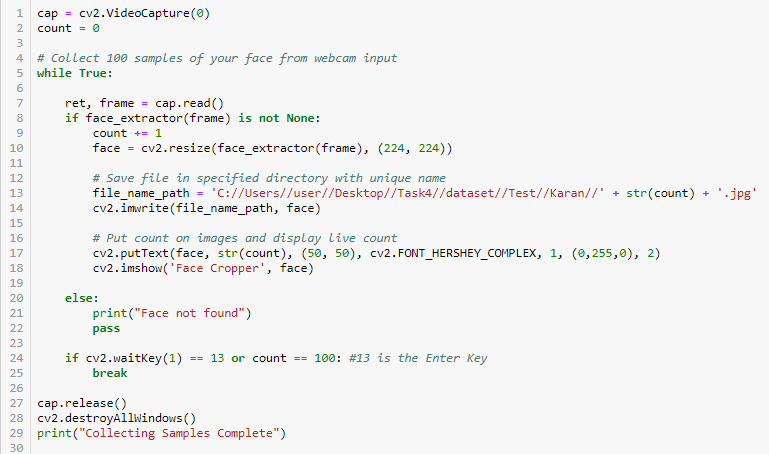 1 cap = cv2.VideoCapture(0)
2 count = 0
3
4 # Collect 100 samples of your face from webcam input
5 while True:
6
7     ret, frame = cap.read()
8     if face_extractor(frame) is not None:
9         count += 1
10         face = cv2.resize(face_extractor(frame), (224, 224))
11
12         # Save file in specified directory with unique name
13         file_name_path = 'C://Users//user//Desktop//Task4//dataset//Test//Karan//' + str(count) + '.jpg'
14         cv2.imwrite(file_name_path, face)
15
16         # Put count on images and display live count
17         cv2.putText(face, str(count), (50, 50), cv2.FONT_HERSHEY_COMPLEX, 1, (0,255,0), 2)
18         cv2.imshow('Face Cropper', face)
19
20     else:
21         print("Face not found")
22         pass
23
24     if cv2.waitKey(1) == 13 or count == 100: #13 is the Enter Key
25         break
26
27 cap.release()
28 cv2.destroyAllWindows()
29 print("Collecting Samples Complete")
30